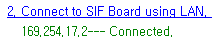 2. Connect to SIF Board using LAN.
169.254.17.2--- Connected.